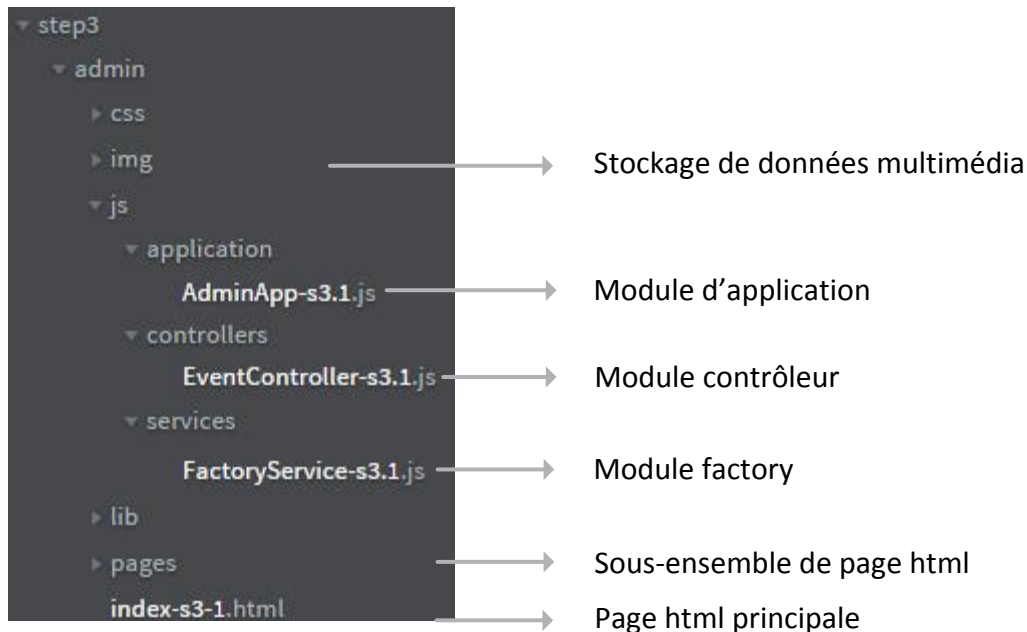 step3
admin
css
img
Stockage de données multimédia
js
application
AdminApp-s3.1.js
Module d’application
controllers
EventController-s3.1.js
Module contrôleur
services
FactoryService-s3.1.js
Module factory
lib
pages
Sous-ensemble de page html
index-s3-1.html
Page html principale